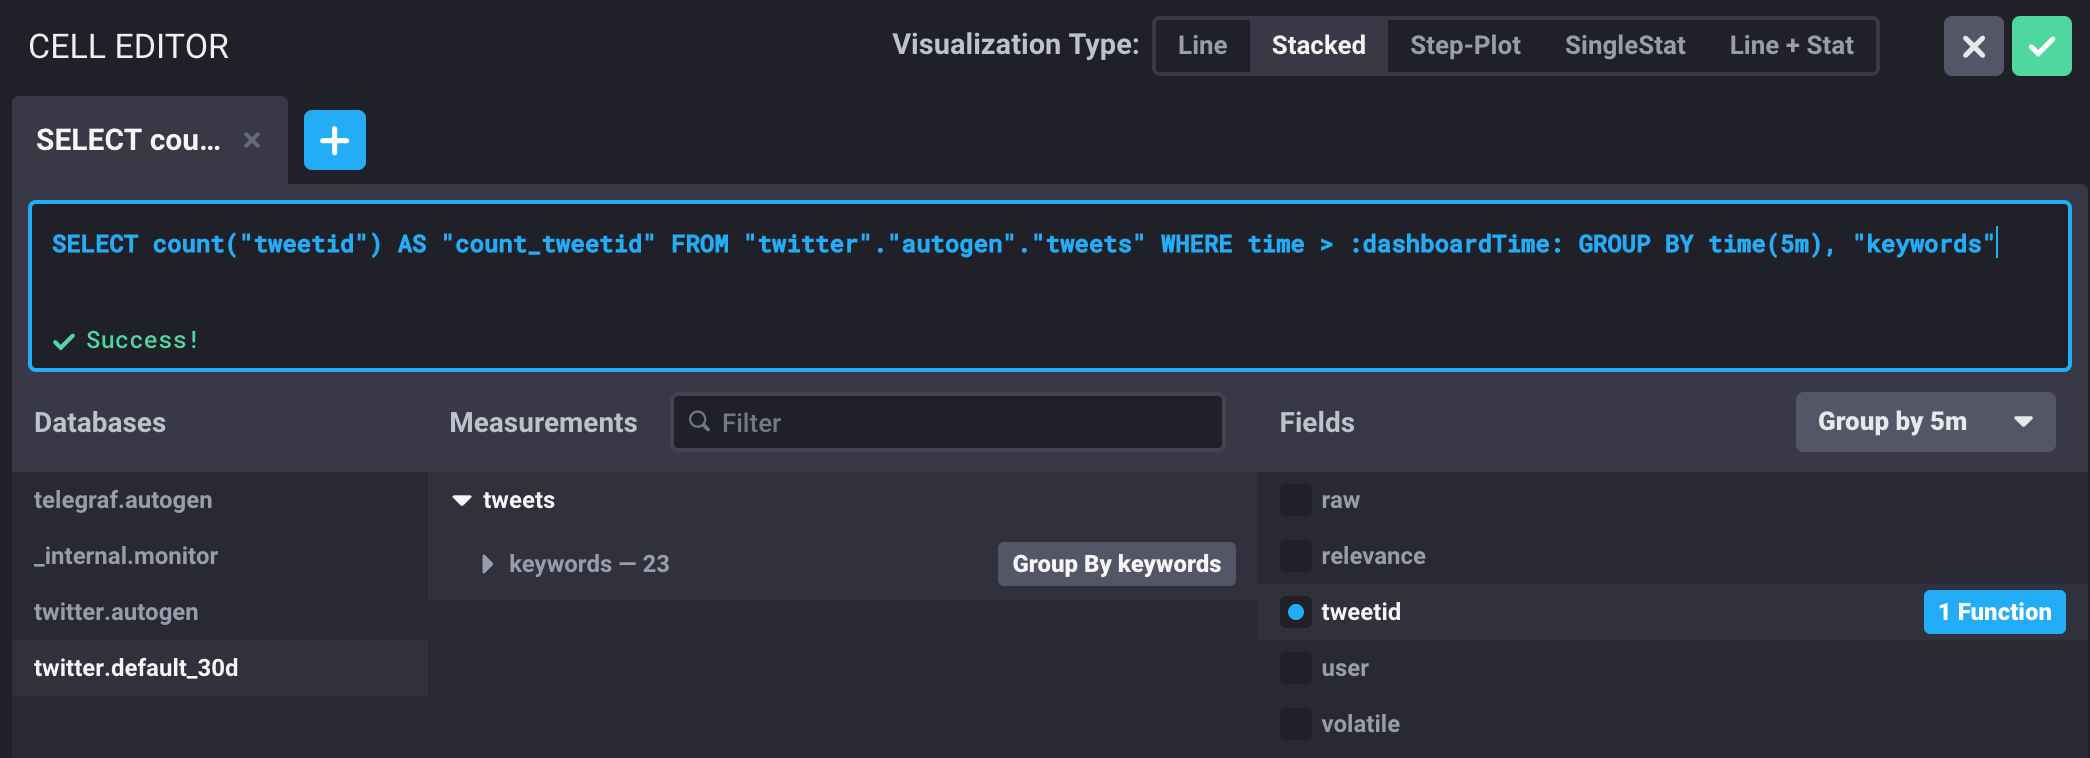 CELL EDITOR
Visualization Type: Line Stacked Step-Plot SingleStat Line + Stat
SELECT cou...
SELECT count("tweetid") AS "count_tweetid" FROM "twitter"."autogen"."tweets" WHERE time > :dashboardTime: GROUP BY time(5m), "keywords"
Success!
Databases
telegraf.autogen
_internal.monitor
twitter.autogen
twitter.default_30d
Measurements Filter
tweets
keywords — 23 Group By keywords
Fields Group by 5m
raw
relevance
tweetid 1 Function
user
volatile